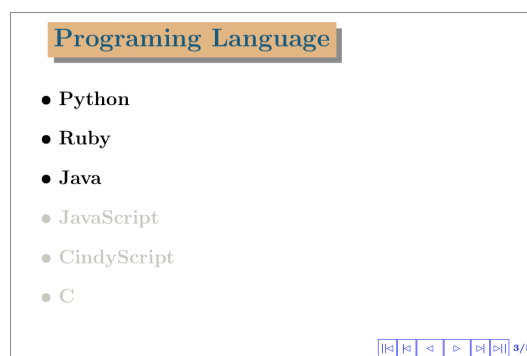 Programing Language
• Python
• Ruby
• Java
• JavaScript
• CindyScript
• C